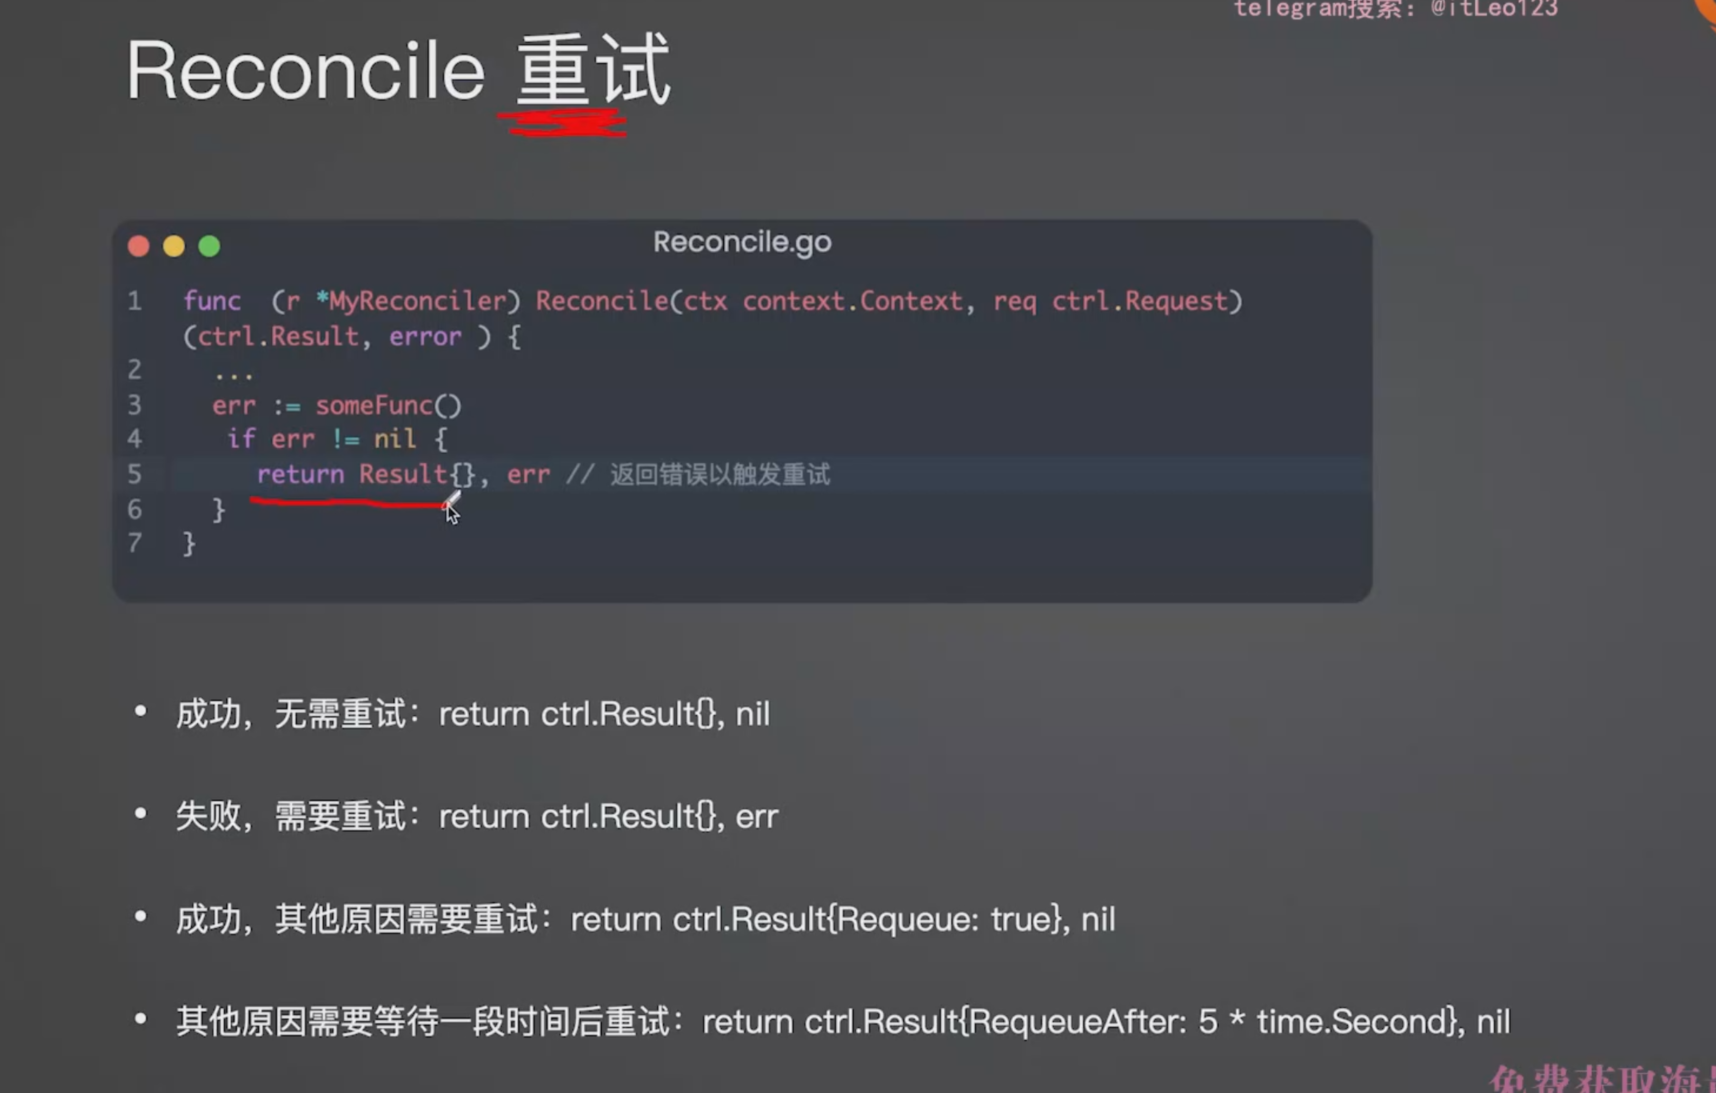 telegram搜索：@itLeo123
Reconcile 重试
Reconcile.go
1 func (r *MyReconciler) Reconcile(ctx context.Context, req ctrl.Request)
(ctrl.Result, error ) {
2 ...
3 err := someFunc()
4 if err != nil {
5 return Result{}, err // 返回错误以触发重试
6 }
7 }
• 成功，无需重试：return ctrl.Result{}, nil
• 失败，需要重试：return ctrl.Result{}, err
• 成功，其他原因需要重试：return ctrl.Result{Requeue: true}, nil
• 其他原因需要等待一段时间后重试：return ctrl.Result{RequeueAfter: 5 * time.Second}, nil
免费获取海